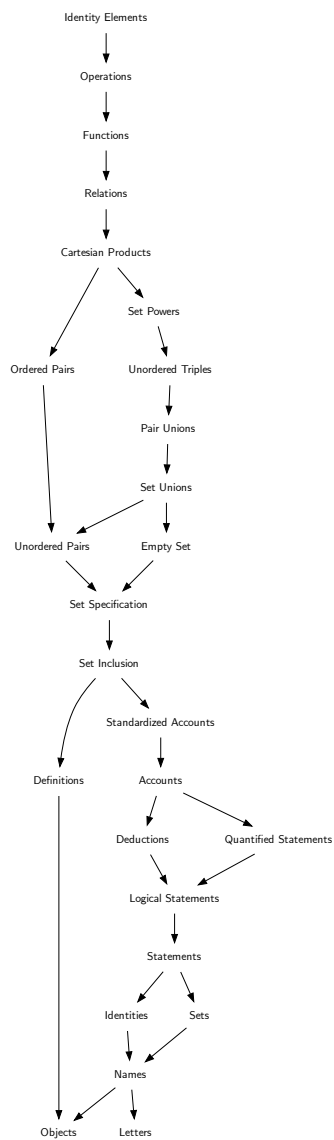 Identity Elements
Operations
Functions
Relations
Cartesian Products
Set Powers
Ordered Pairs
Unordered Triples
Pair Unions
Set Unions
Unordered Pairs
Empty Set
Set Specification
Set Inclusion
Standardized Accounts
Definitions
Accounts
Deductions
Quantified Statements
Logical Statements
Statements
Identities
Sets
Names
Objects
Letters